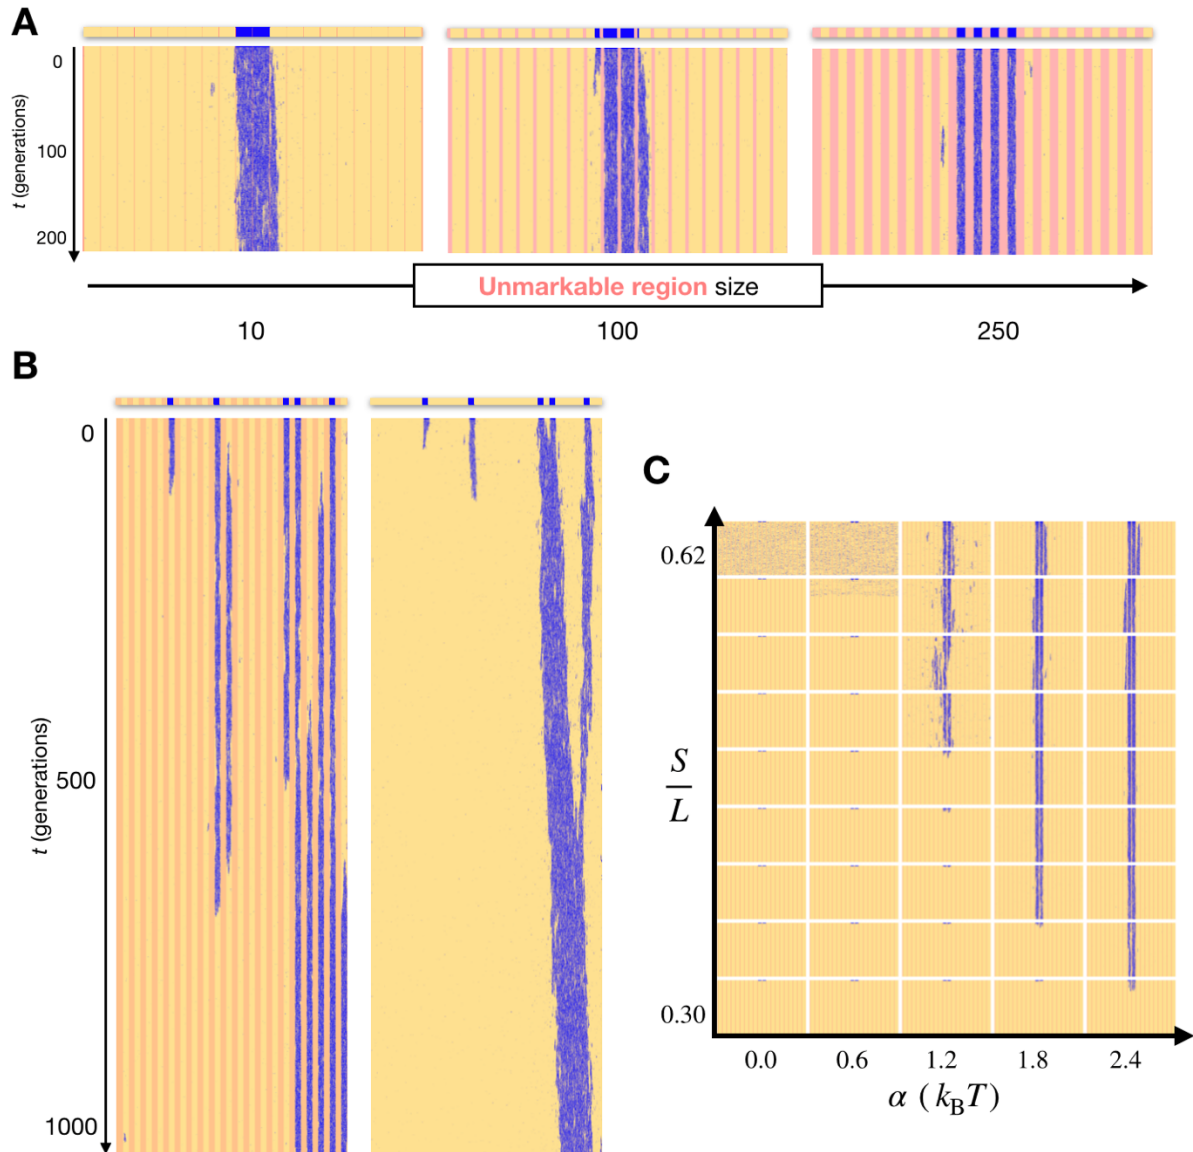 A
0
100
200
t (generations)
Unmarkable region size
10
100
250
B
0
500
1000
t (generations)
C
0.62
S
L
0.30
0.0
0.6
1.2
1.8
2.4
α (kBT)